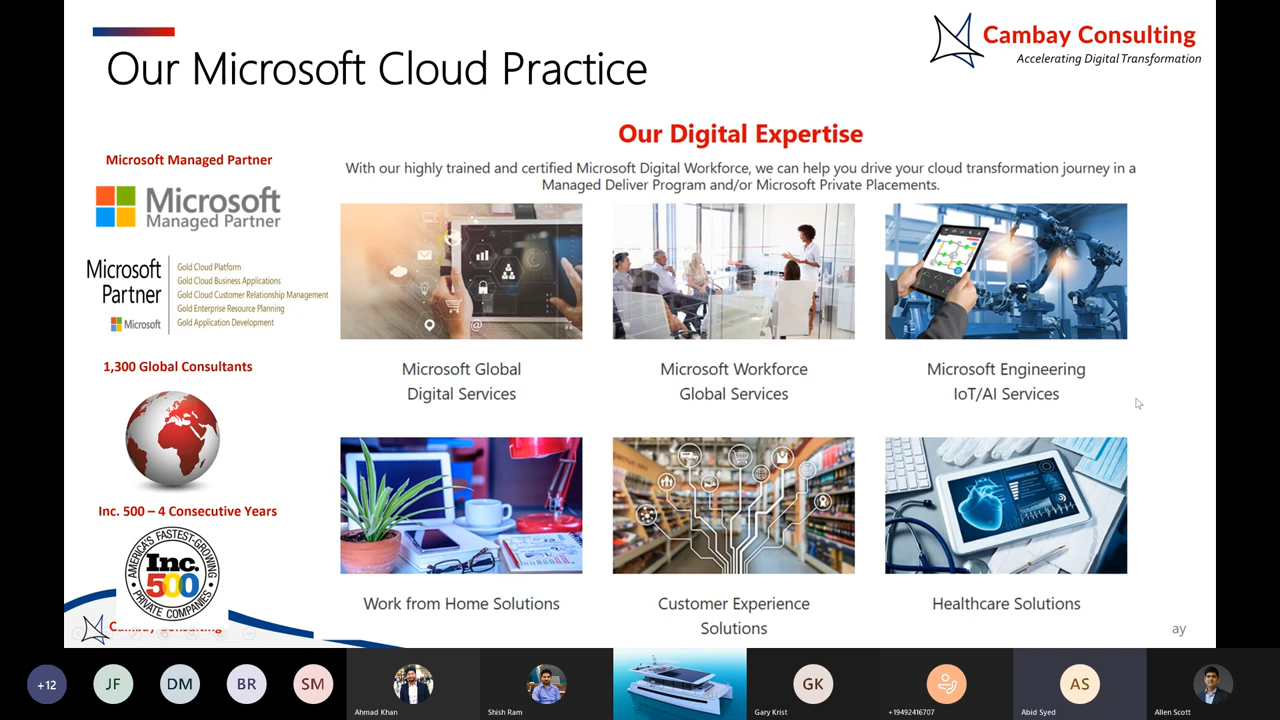 Our Microsoft Cloud Practice
Cambay Consulting
Accelerating Digital Transformation
Microsoft Managed Partner
Microsoft
Managed Partner
Microsoft
Partner
Microsoft
Gold Cloud Platform
Gold Cloud Business Applications
Gold Cloud Customer Relationship Management
Gold Enterprise Resource Planning
Gold Application Development
1,300 Global Consultants
Inc. 500 – 4 Consecutive Years
AMERICA'S FASTEST-GROWING
Inc.
500
PRIVATE COMPANIES
Our Digital Expertise
With our highly trained and certified Microsoft Digital Workforce, we can help you drive your cloud transformation journey in a
Managed Deliver Program and/or Microsoft Private Placements.
Microsoft Global
Digital Services
Microsoft Workforce
Global Services
Microsoft Engineering
IoT/AI Services
Work from Home Solutions
Customer Experience
Solutions
Healthcare Solutions
ay
+12
JF
DM
BR
SM
Ahmad Khan
Shish Ram
GK
Gary Krist
+19492416707
AS
Abid Syed
Allen Scott